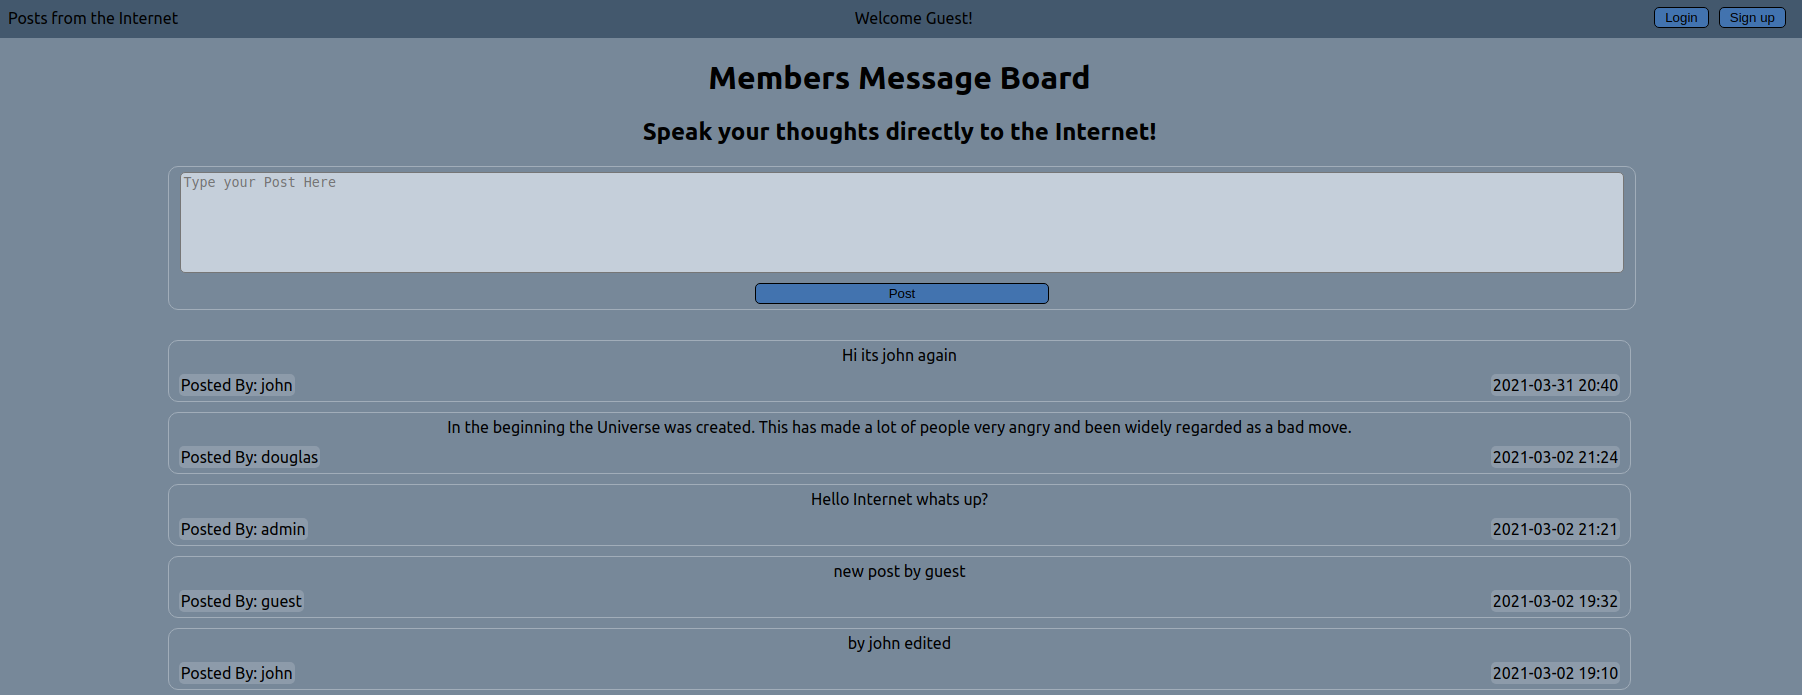 Posts from the Internet Welcome Guest! Login Sign up
Members Message Board
Speak your thoughts directly to the Internet!
Type your Post Here
Post
Hi its john again
Posted By: john 2021-03-31 20:40
In the beginning the Universe was created. This has made a lot of people very angry and been widely regarded as a bad move.
Posted By: douglas 2021-03-02 21:24
Hello Internet whats up?
Posted By: admin 2021-03-02 21:21
new post by guest
Posted By: guest 2021-03-02 19:32
by john edited
Posted By: john 2021-03-02 19:10